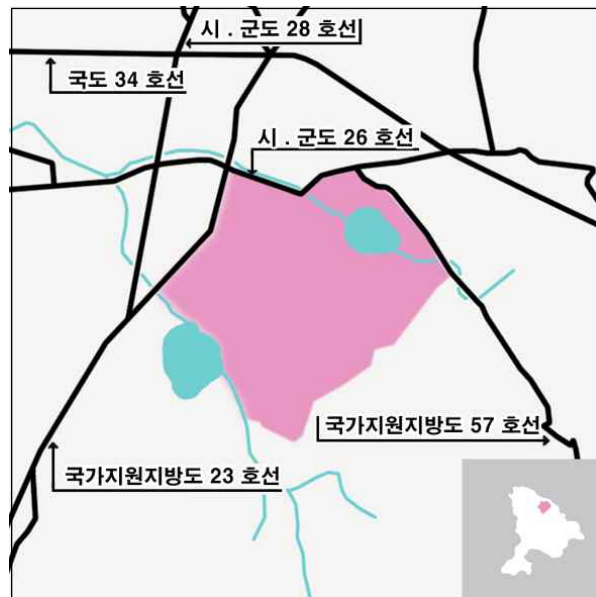 시 . 군도 28 호선
국도 34 호선
시 . 군도 26 호선
국가지원지방도 57 호선
국가지원지방도 23 호선